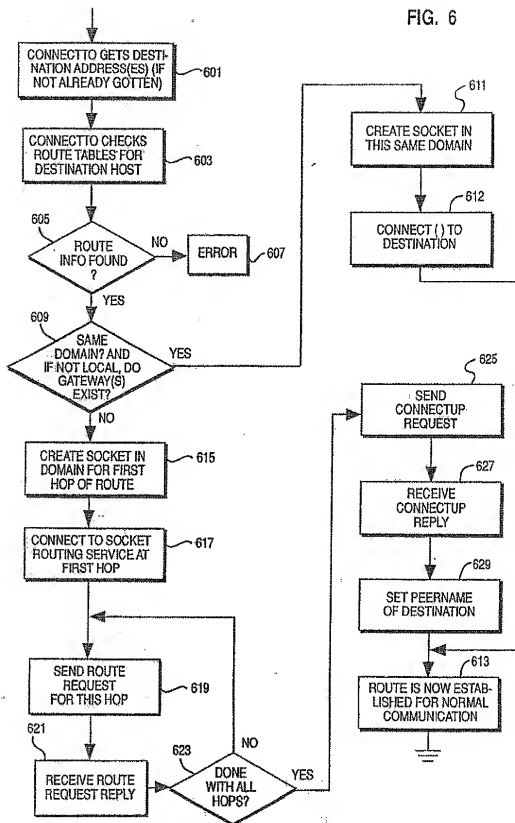 FIG. 6
CONNECTTO GETS DESTI-
NATION ADDRESS(ES) (IF
NOT ALREADY GOTTEN)
601
CONNECTTO CHECKS
ROUTE TABLES FOR
DESTINATION HOST
603
605
ROUTE
INFO FOUND
?
NO
ERROR
607
YES
609
SAME
DOMAIN? AND
IF NOT LOCAL, DO
GATEWAY(S)
EXIST?
YES
NO
611
CREATE SOCKET IN
THIS SAME DOMAIN
612
CONNECT ( ) TO
DESTINATION
CREATE SOCKET IN
DOMAIN FOR FIRST
HOP OF ROUTE
615
CONNECT TO SOCKET
ROUTING SERVICE AT
FIRST HOP
617
SEND ROUTE
REQUEST
FOR THIS HOP
619
621
RECEIVE ROUTE
REQUEST REPLY
623
NO
DONE
WITH ALL
HOPS?
YES
625
SEND
CONNECTUP
REQUEST
627
RECEIVE
CONNECTUP
REPLY
629
SET PEERNAME
OF DESTINATION
613
ROUTE IS NOW ESTAB-
LISHED FOR NORMAL
COMMUNICATION